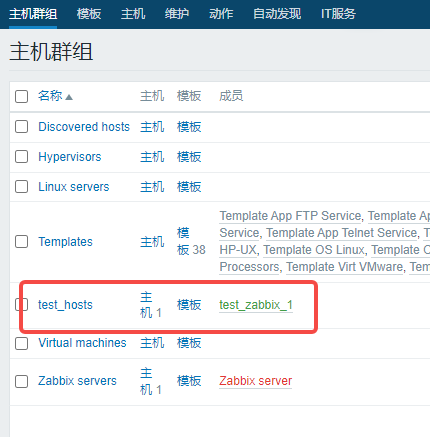 主机群组 模板 主机 维护 动作 自动发现 IT服务
主机群组
名称 主机 模板 成员
Discovered hosts 主机 模板
Hypervisors 主机 模板
Linux servers 主机 模板
Templates 主机 模板 38 Template App FTP Service, Template Ap
Service, Template App Telnet Service, T
HP-UX, Template OS Linux, Template O
Processors, Template Virt VMware, Tem
test_hosts 主机 1 模板 test_zabbix_1
Virtual machines 主机 模板
Zabbix servers 主机 1 模板 Zabbix server